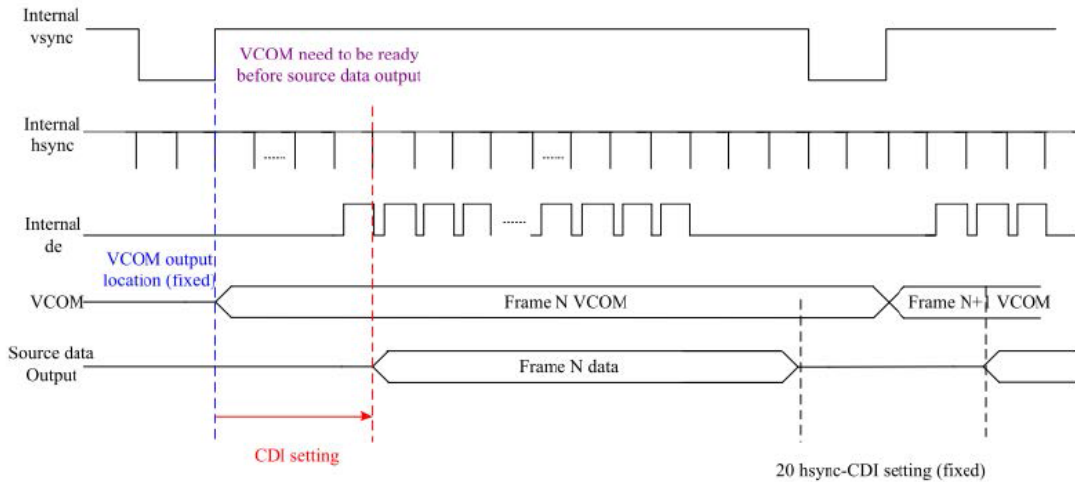 Internal
vsync
VCOM need to be ready
before source data output
Internal
hsync
......
......
Internal
de
......
VCOM output
location (fixed)
VCOM
Frame N VCOM
Frame N+1 VCOM
Source data
Output
Frame N data
CDI setting
20 hsync-CDI setting (fixed)